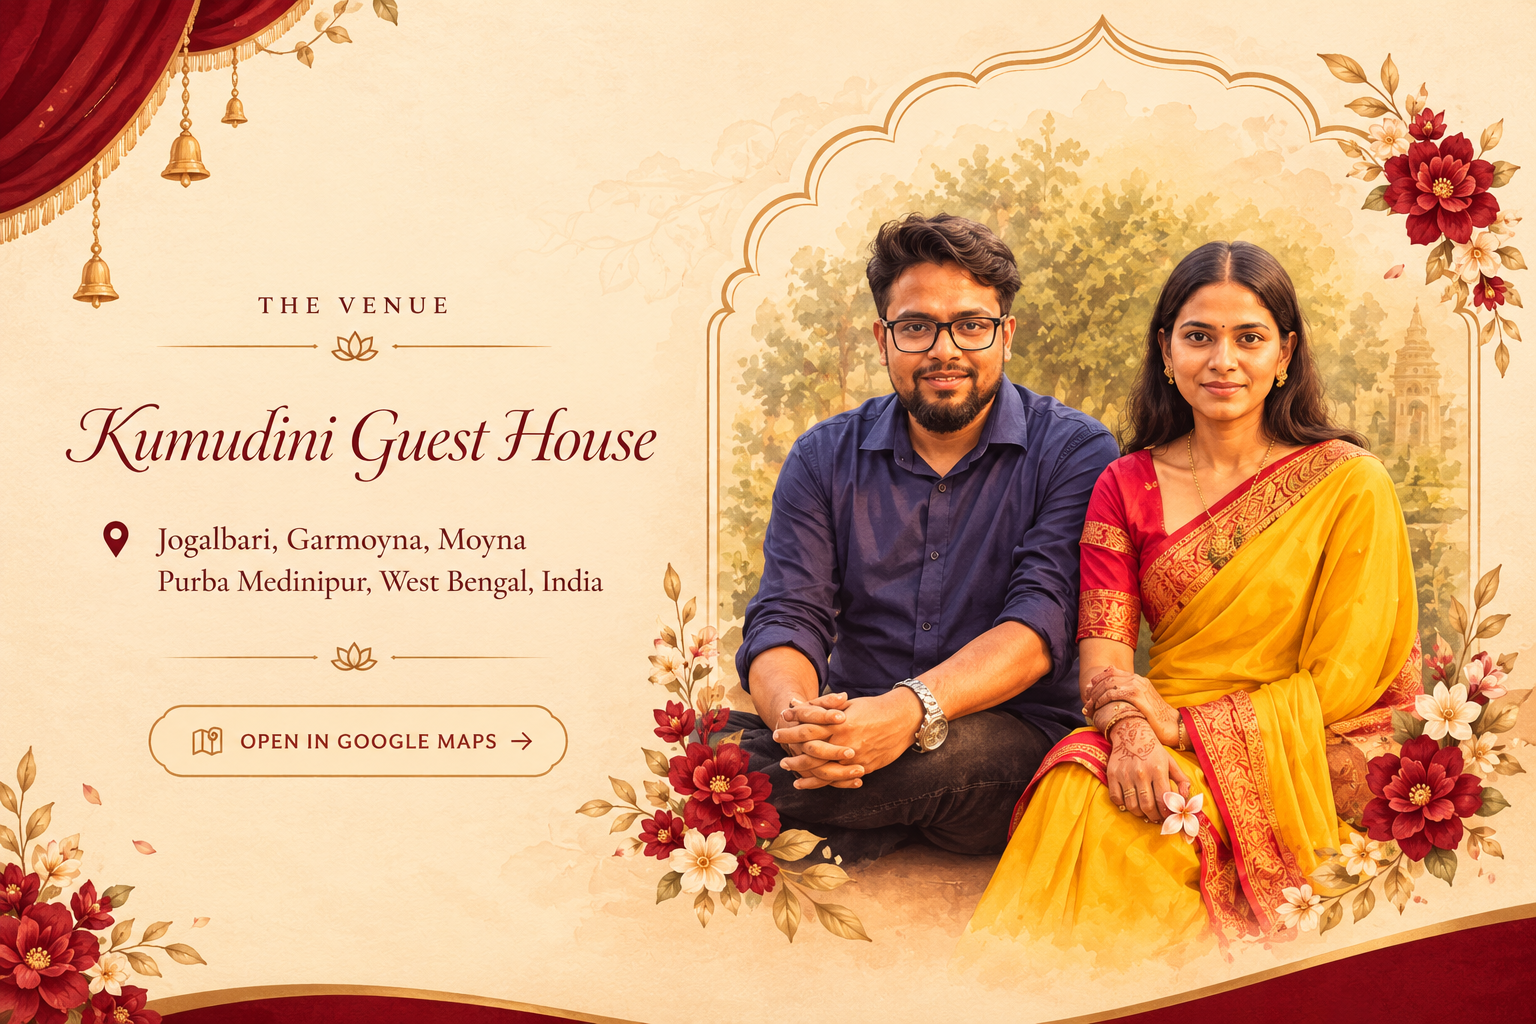 THE VENUE
Kumudini Guest House
Jogalbari, Garmoyna, Moyna
Purba Medinipur, West Bengal, India
OPEN IN GOOGLE MAPS →